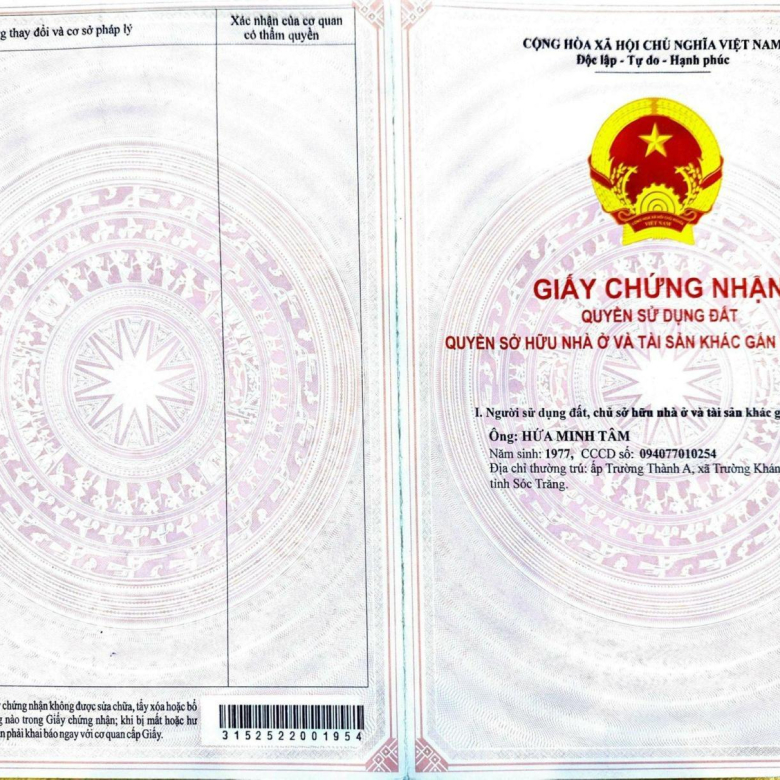 g thay đổi và cơ sở pháp lý
Xác nhận của cơ quan
có thẩm quyền
chứng nhận không được sửa chữa, tẩy xóa hoặc bổ
ng nào trong Giấy chứng nhận; khi bị mất hoặc hư
n phải khai báo ngay với cơ quan cấp Giấy.
3152522001954
CỘNG HÒA XÃ HỘI CHỦ NGHĨA VIỆT NAM
Độc lập - Tự do - Hạnh phúc
VIỆT NAM
GIẤY CHỨNG NHẬN
QUYỀN SỬ DỤNG ĐẤT
QUYỀN SỞ HỮU NHÀ Ở VÀ TÀI SẢN KHÁC GẮN
I. Người sử dụng đất, chủ sở hữu nhà ở và tài sản khác g
Ông: HỨA MINH TÂM
Năm sinh: 1977, CCCD số: 094077010254
Địa chỉ thường trú: ấp Trường Thành A, xã Trường Khán
tỉnh Sóc Trăng.